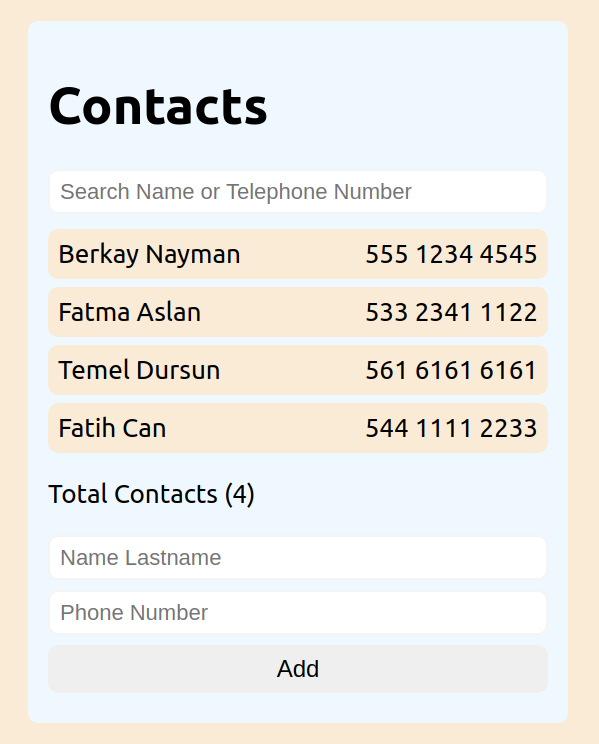 Contacts
Search Name or Telephone Number
Berkay Nayman 555 1234 4545
Fatma Aslan 533 2341 1122
Temel Dursun 561 6161 6161
Fatih Can 544 1111 2233
Total Contacts (4)
Name Lastname
Phone Number
Add